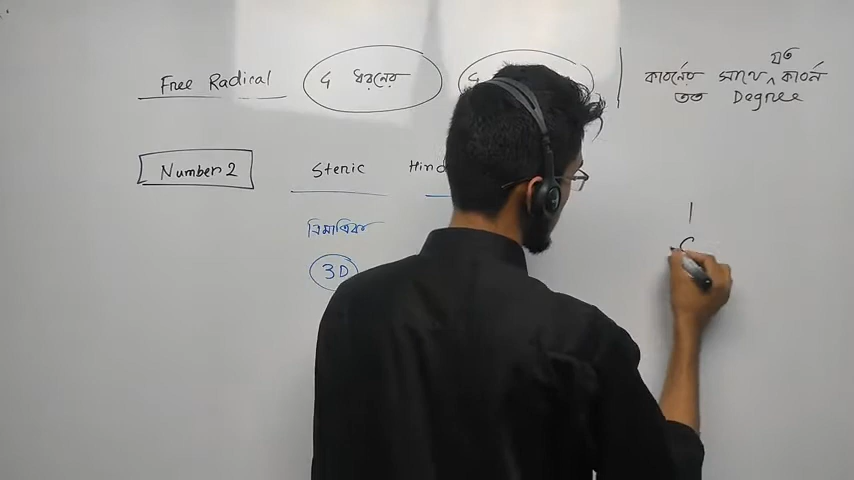 Free Radical ৫ ধরনের
কার্বনের সাথে যত কার্বন
তত Degree
Number 2 Steric Hind
ত্রিমাত্রিক
3D
C